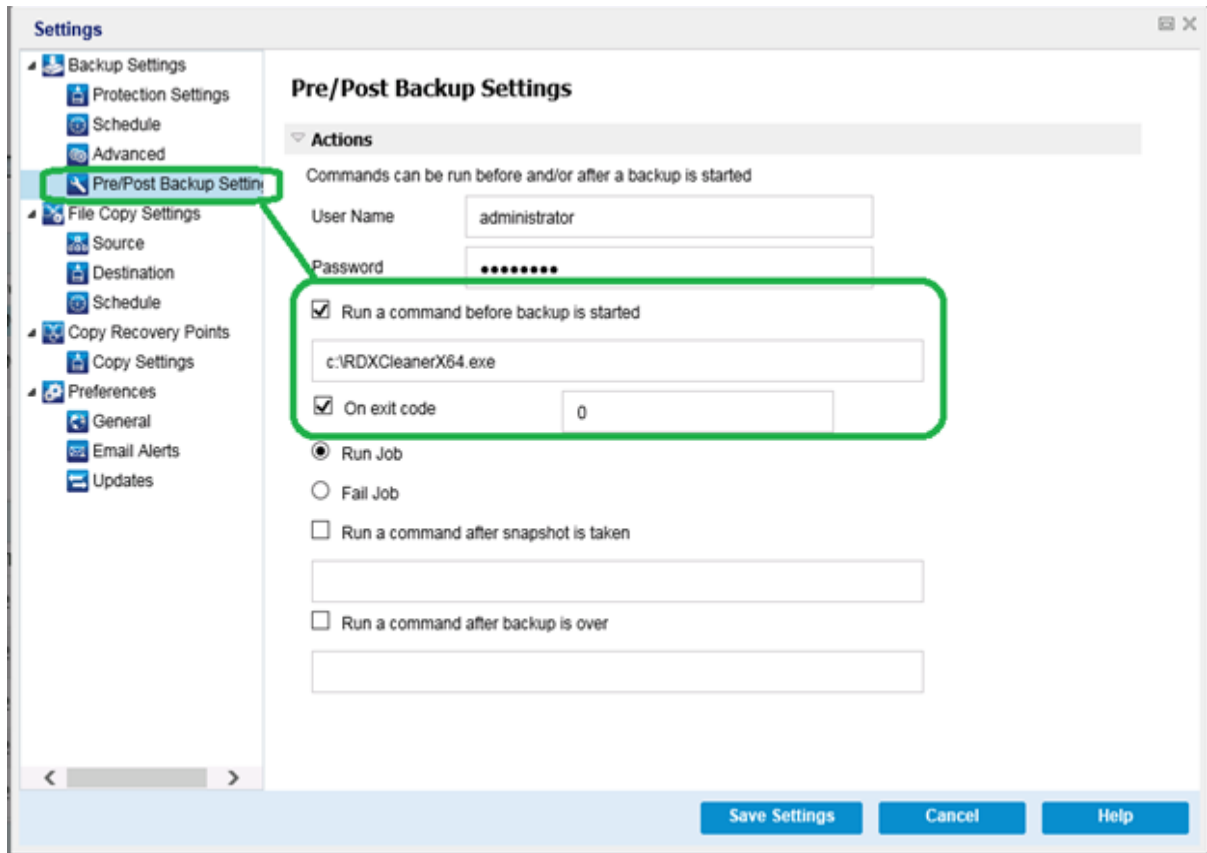 Settings
Backup Settings
Protection Settings
Schedule
Advanced
Pre/Post Backup Settin
File Copy Settings
Source
Destination
Schedule
Copy Recovery Points
Copy Settings
Preferences
General
Email Alerts
Updates
Pre/Post Backup Settings
Actions
Commands can be run before and/or after a backup is started
User Name administrator
Password ••••••••
Run a command before backup is started
c:\RDXCleanerX64.exe
On exit code 0
Run Job
Fail Job
Run a command after snapshot is taken
Run a command after backup is over
Save Settings Cancel Help